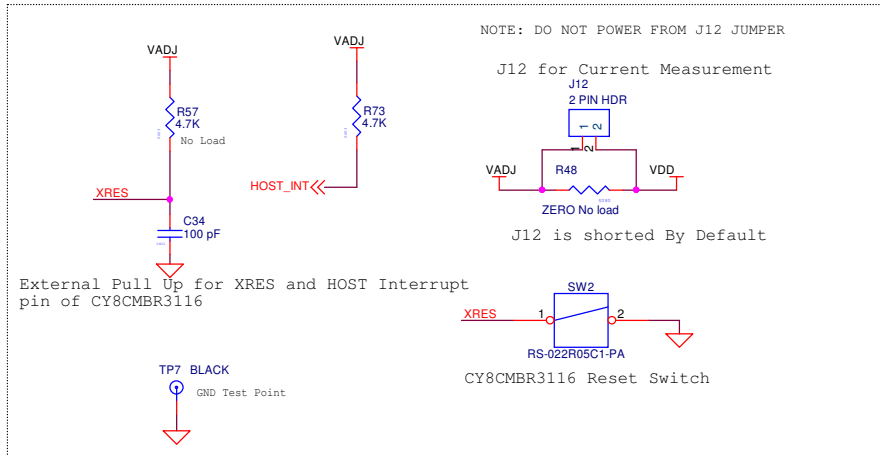 NOTE: DO NOT POWER FROM J12 JUMPER
J12 for Current Measurement
VADJ
R57
4.7K
No Load
XRES
C34
100 pF
VADJ
R73
4.7K
HOST_INT
J12
2 PIN HDR
1
2
1
2
VADJ
R48
VDD
ZERO No load
J12 is shorted By Default
External Pull Up for XRES and HOST Interrupt
pin of CY8CMBR3116
SW2
XRES
1
2
RS-022R05C1-PA
CY8CMBR3116 Reset Switch
TP7 BLACK
GND Test Point